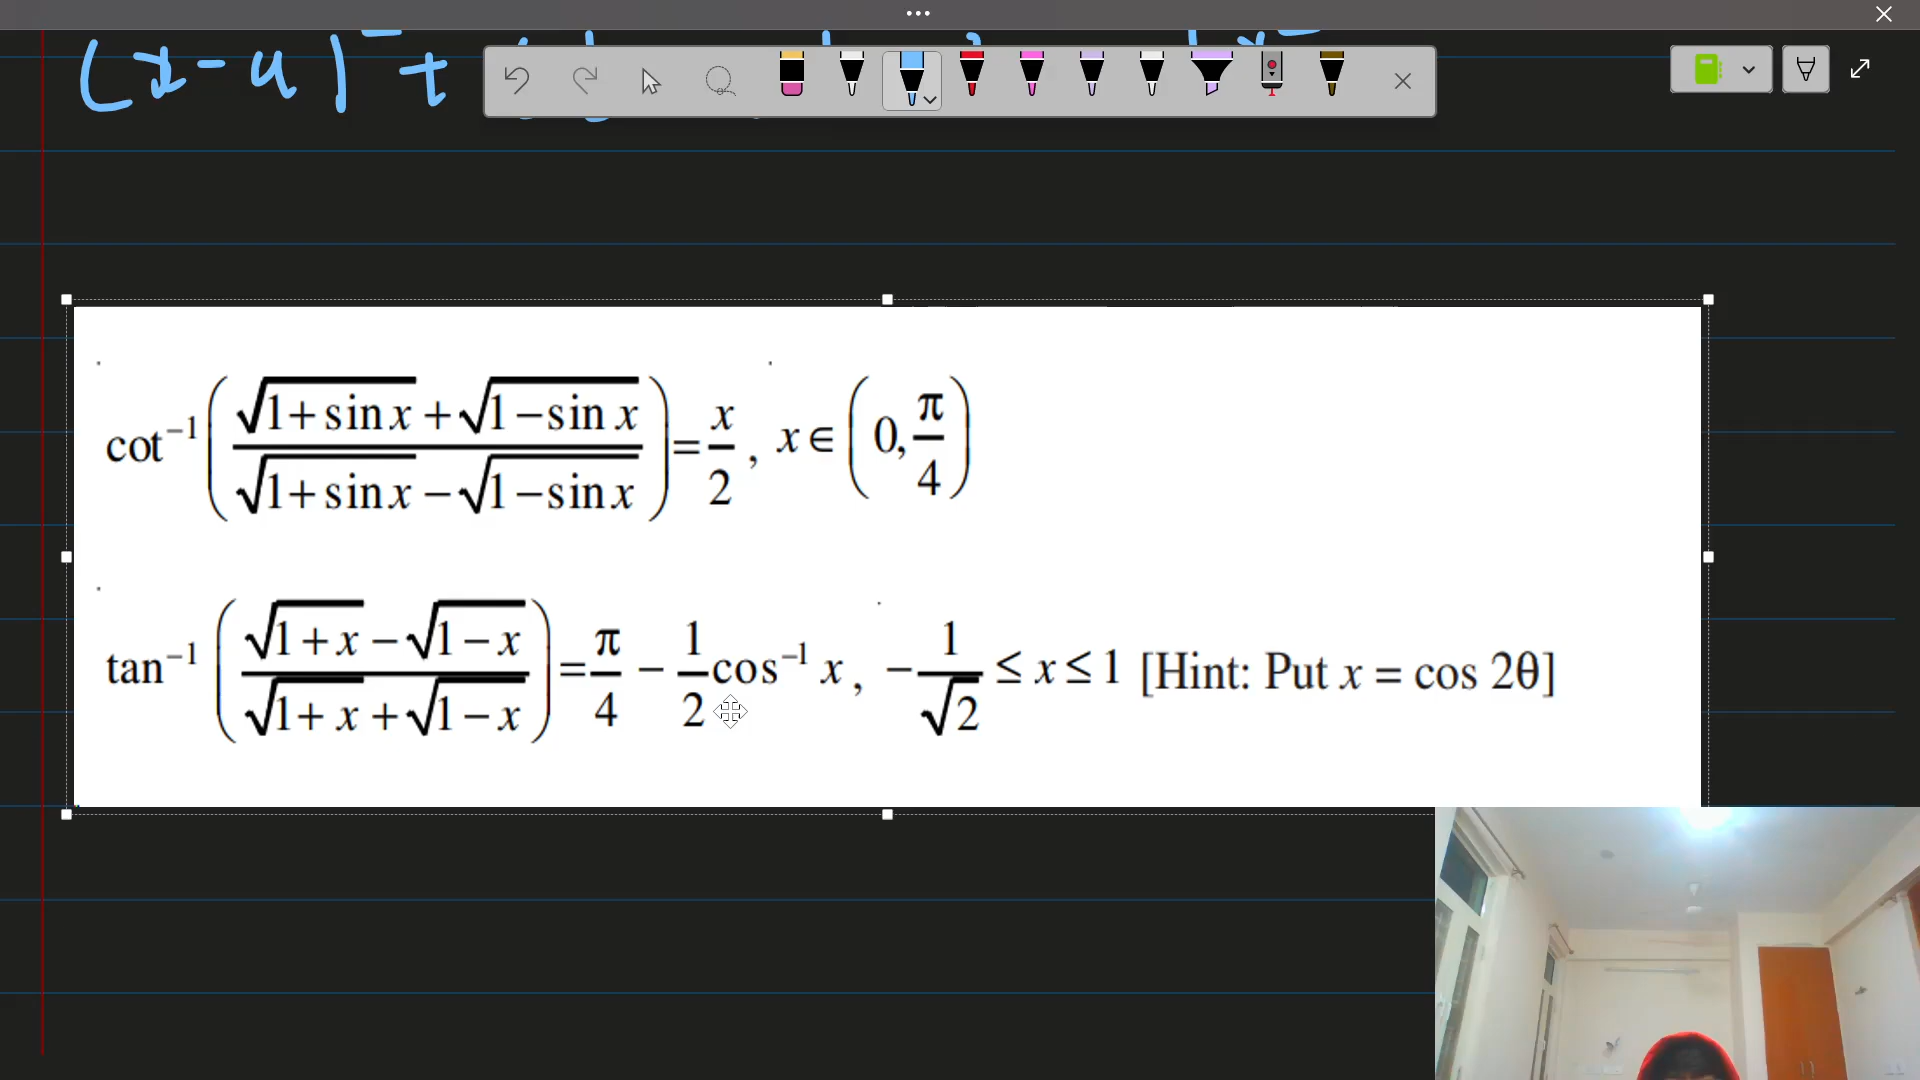 (x-a)² +
cot⁻¹ ( (√(1+sin x) + √(1−sin x)) / (√(1+sin x) − √(1−sin x)) ) = x/2 , x ∈ (0, π/4)
tan⁻¹ ( (√(1+x) − √(1−x)) / (√(1+x) + √(1−x)) ) = π/4 − 1/2 cos⁻¹ x, −1/√2 ≤ x ≤ 1 [Hint: Put x = cos 2θ]